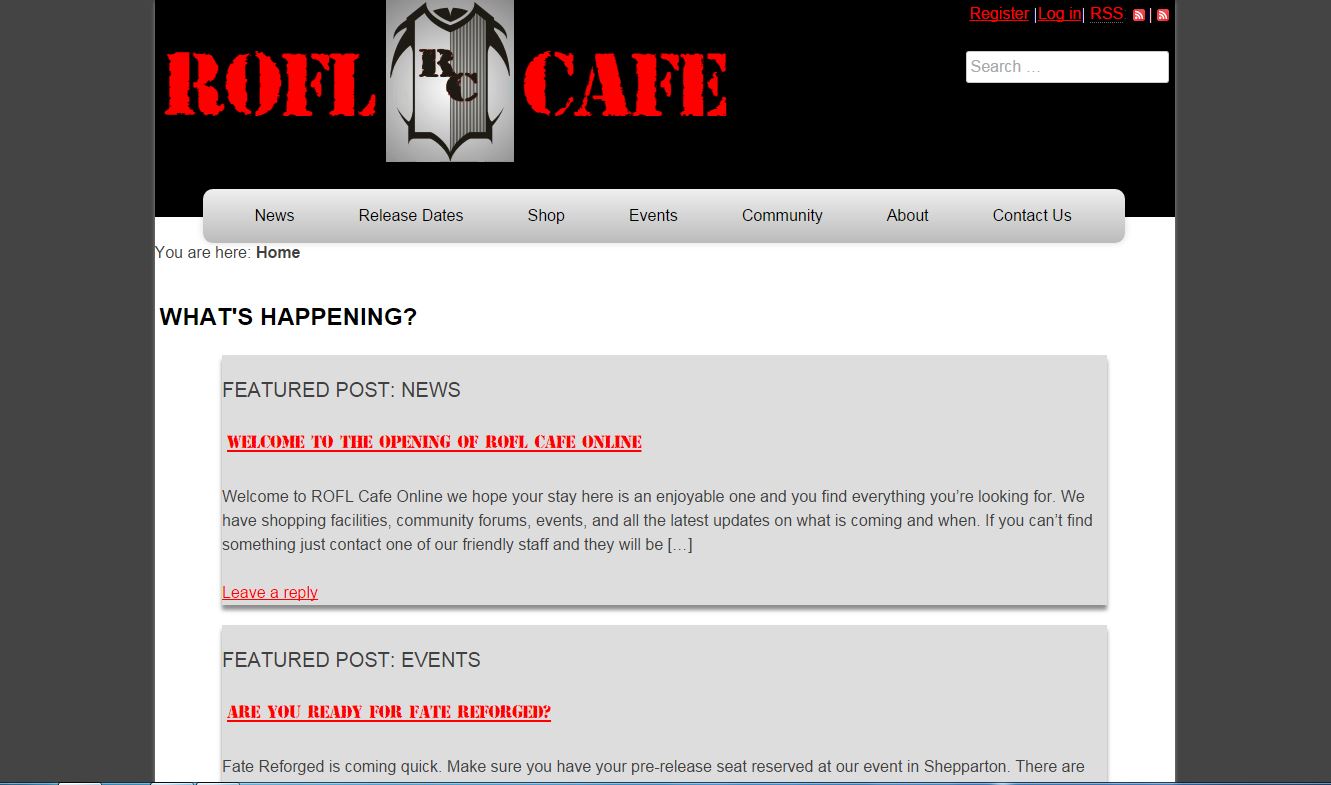 Register |Log in| RSS |
ROFL RC CAFE
Search …
News Release Dates Shop Events Community About Contact Us
You are here: Home
WHAT'S HAPPENING?
FEATURED POST: NEWS
WELCOME TO THE OPENING OF ROFL CAFE ONLINE
Welcome to ROFL Cafe Online we hope your stay here is an enjoyable one and you find everything you’re looking for. We
have shopping facilities, community forums, events, and all the latest updates on what is coming and when. If you can’t find
something just contact one of our friendly staff and they will be […]
Leave a reply
FEATURED POST: EVENTS
ARE YOU READY FOR FATE REFORGED?
Fate Reforged is coming quick. Make sure you have your pre-release seat reserved at our event in Shepparton. There are